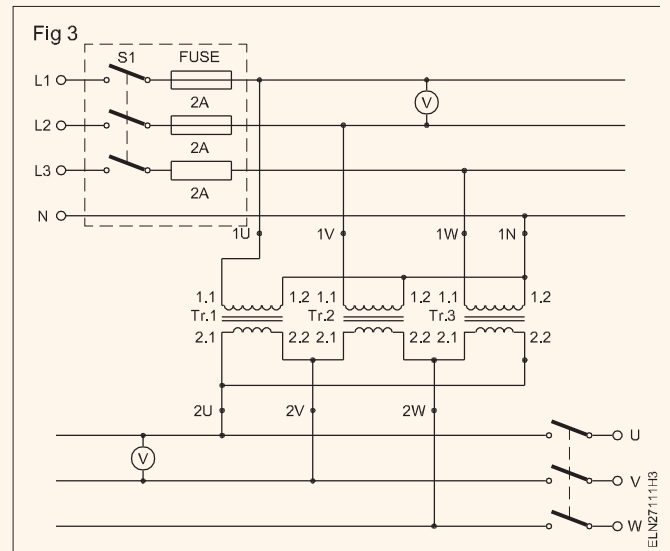 Fig 3
S1 FUSE
L1 2A V
L2 2A
L3 2A
N
1U 1V 1W 1N
1.1 1.2 1.1 1.2 1.1 1.2
Tr.1 Tr.2 Tr.3
2.1 2.2 2.1 2.2 2.1 2.2
2U 2V 2W
U
V V
W
ELN27111H3